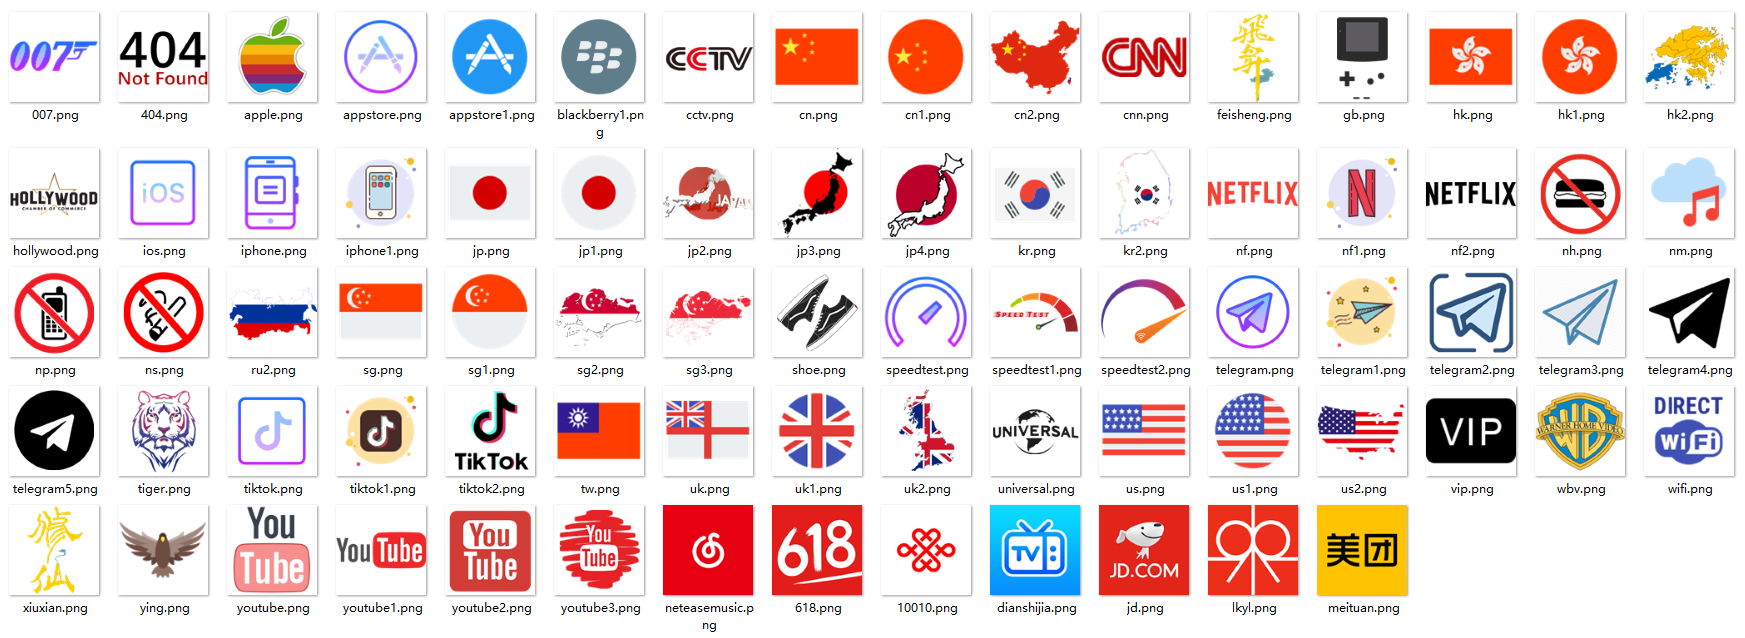 007
404
Not Found
CCTV
CNN
飛
昇
007.png
404.png
apple.png
appstore.png
appstore1.png
blackberry1.pn
g
cctv.png
cn.png
cn1.png
cn2.png
cnn.png
feisheng.png
gb.png
hk.png
hk1.png
hk2.png
HOLLYWOOD
CHAMBER OF COMMERCE
iOS
JAPAN
NETFLIX
N
NETFLIX
hollywood.png
ios.png
iphone.png
iphone1.png
jp.png
jp1.png
jp2.png
jp3.png
jp4.png
kr.png
kr2.png
nf.png
nf1.png
nf2.png
nh.png
nm.png
SPEED TEST
np.png
ns.png
ru2.png
sg.png
sg1.png
sg2.png
sg3.png
shoe.png
speedtest.png
speedtest1.png
speedtest2.png
telegram.png
telegram1.png
telegram2.png
telegram3.png
telegram4.png
TikTok
UNIVERSAL
VIP
WB
WARNER HOME VIDEO
DIRECT
WiFi
telegram5.png
tiger.png
tiktok.png
tiktok1.png
tiktok2.png
tw.png
uk.png
uk1.png
uk2.png
universal.png
us.png
us1.png
us2.png
vip.png
wbv.png
wifi.png
修
仙
You
Tube
YouTube
You
Tube
You
Tube
618
TV
JD.COM
美团
xiuxian.png
ying.png
youtube.png
youtube1.png
youtube2.png
youtube3.png
neteasemusic.p
ng
618.png
10010.png
dianshijia.png
jd.png
lkyl.png
meituan.png